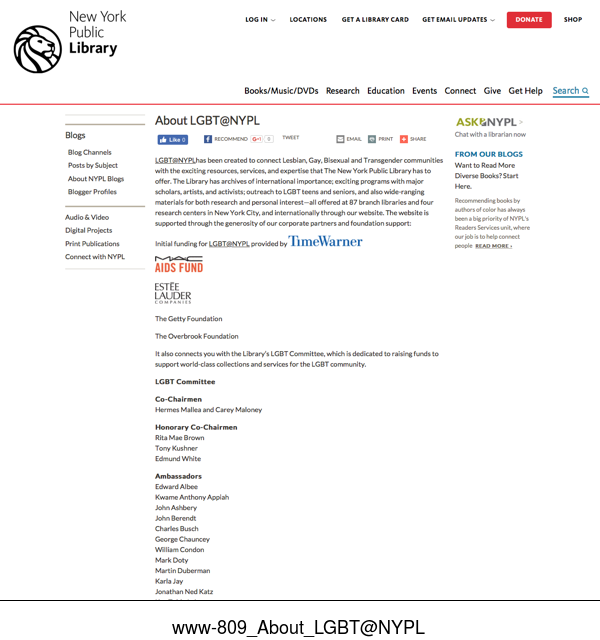 New York
Public
Library
LOG IN
LOCATIONS
GET A LIBRARY CARD
GET EMAIL UPDATES
DONATE
SHOP
Books/Music/DVDs
Research
Education
Events
Connect
Give
Get Help
Search
Blogs
Blog Channels
Posts by Subject
About NYPL Blogs
Blogger Profiles
Audio & Video
Digital Projects
Print Publications
Connect with NYPL
About LGBT@NYPL
Like 0
RECOMMEND
G+1 0
TWEET
EMAIL
PRINT
SHARE
LGBT@NYPLhas been created to connect Lesbian, Gay, Bisexual and Transgender communities
with the exciting resources, services, and expertise that The New York Public Library has to
offer. The Library has archives of international importance; exciting programs with major
scholars, artists, and activists; outreach to LGBT teens and seniors, and also wide-ranging
materials for both research and personal interest—all offered at 87 branch libraries and four
research centers in New York City, and internationally through our website. The website is
supported through the generosity of our corporate partners and foundation support:
Initial funding for LGBT@NYPL provided by TimeWarner
MAC
AIDS FUND
ESTĒE
LAUDER
COMPANIES
The Getty Foundation
The Overbrook Foundation
It also connects you with the Library's LGBT Committee, which is dedicated to raising funds to
support world-class collections and services for the LGBT community.
LGBT Committee
Co-Chairmen
Hermes Mallea and Carey Maloney
Honorary Co-Chairmen
Rita Mae Brown
Tony Kushner
Edmund White
Ambassadors
Edward Albee
Kwame Anthony Appiah
John Ashbery
John Berendt
Charles Busch
George Chauncey
William Condon
Mark Doty
Martin Duberman
Karla Jay
Jonathan Ned Katz
ASK NYPL >
Chat with a librarian now
FROM OUR BLOGS
Want to Read More
Diverse Books? Start
Here.
Recommending books by
authors of color has always
been a big priority of NYPL's
Readers Services unit, where
our job is to help connect
people READ MORE ›
www-809_About_LGBT@NYPL